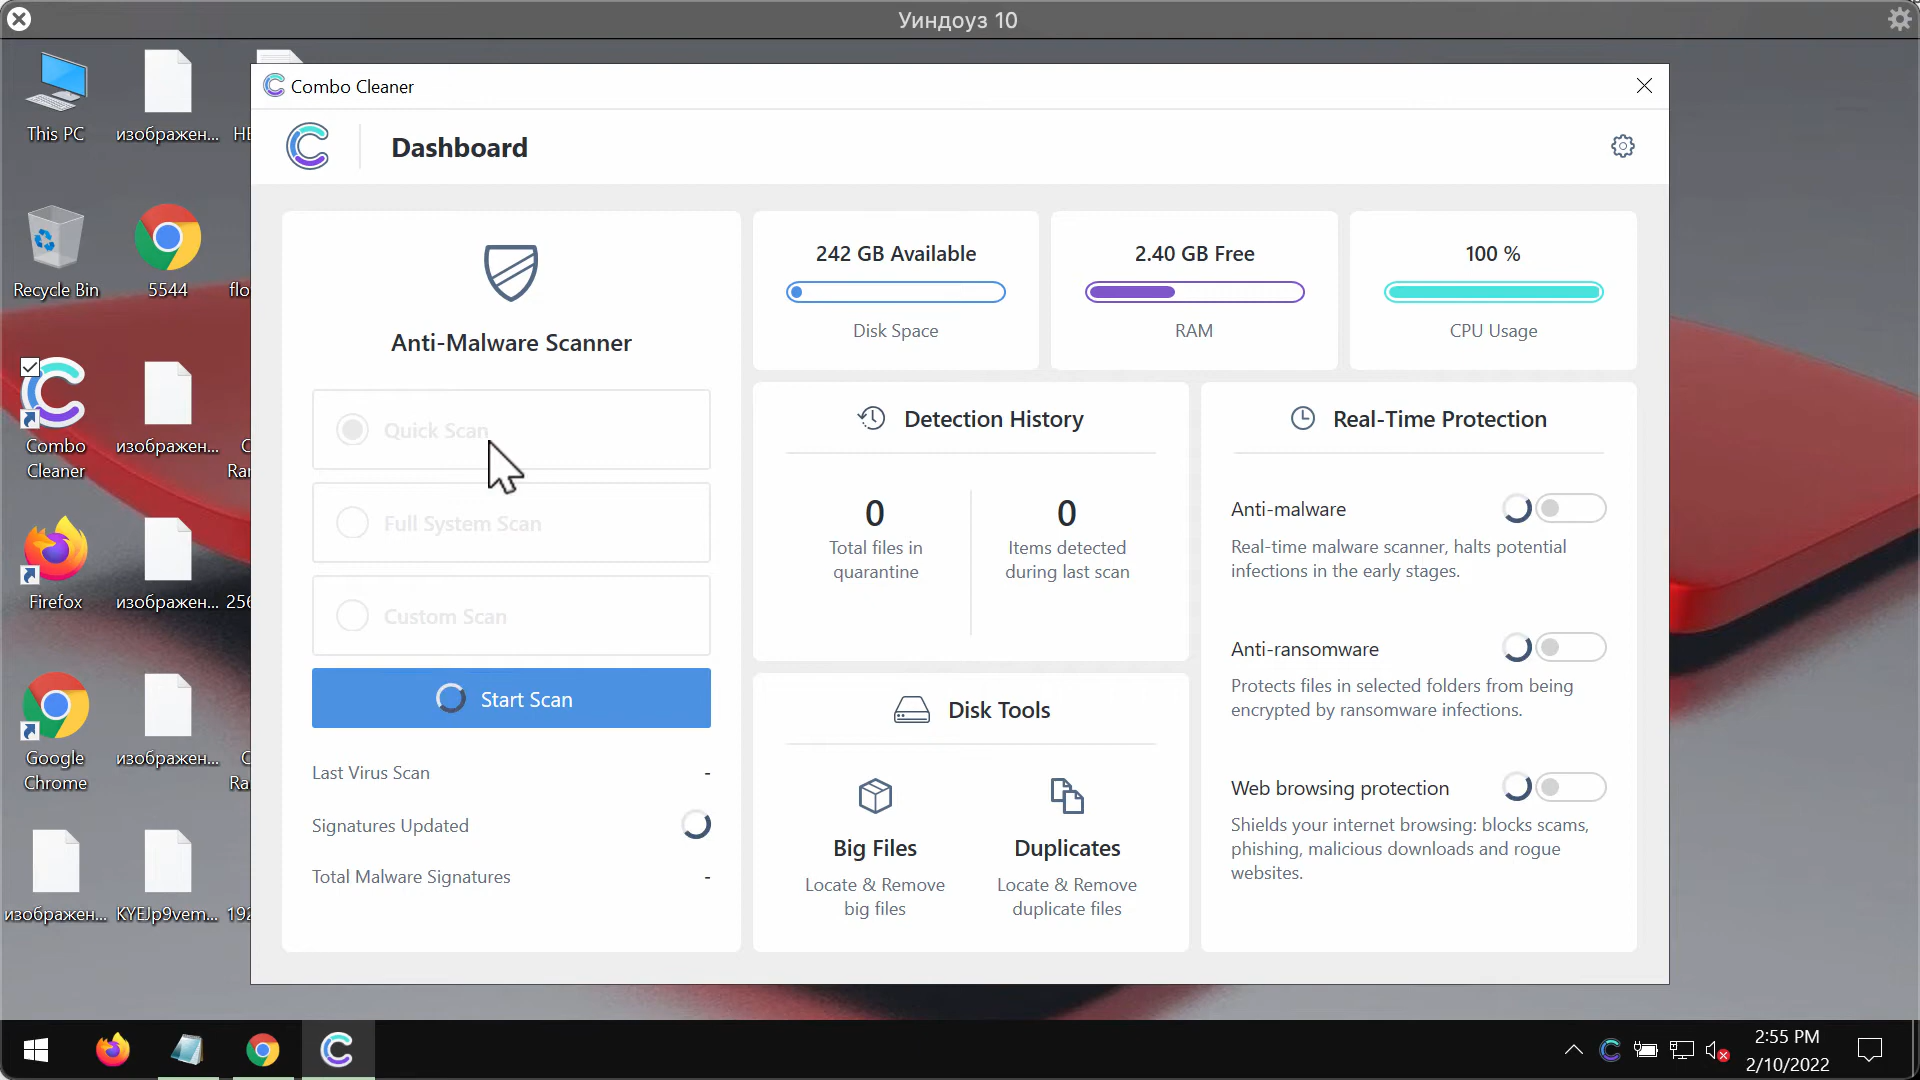 Уиндоуз 10
This PC
изображен...
HE
Recycle Bin
5544
flo
Combo
Cleaner
изображен...
C
Ran
Firefox
изображен...
256
Google
Chrome
изображен...
C
Ra
изображен...
KYEJp9vem...
192
Combo Cleaner
Dashboard
Anti-Malware Scanner
Quick Scan
Full System Scan
Custom Scan
Start Scan
Last Virus Scan -
Signatures Updated
Total Malware Signatures -
242 GB Available
Disk Space
2.40 GB Free
RAM
100 %
CPU Usage
Detection History
0
Total files in
quarantine
0
Items detected
during last scan
Disk Tools
Big Files
Locate & Remove
big files
Duplicates
Locate & Remove
duplicate files
Real-Time Protection
Anti-malware
Real-time malware scanner, halts potential
infections in the early stages.
Anti-ransomware
Protects files in selected folders from being
encrypted by ransomware infections.
Web browsing protection
Shields your internet browsing: blocks scams,
phishing, malicious downloads and rogue
websites.
2:55 PM
2/10/2022